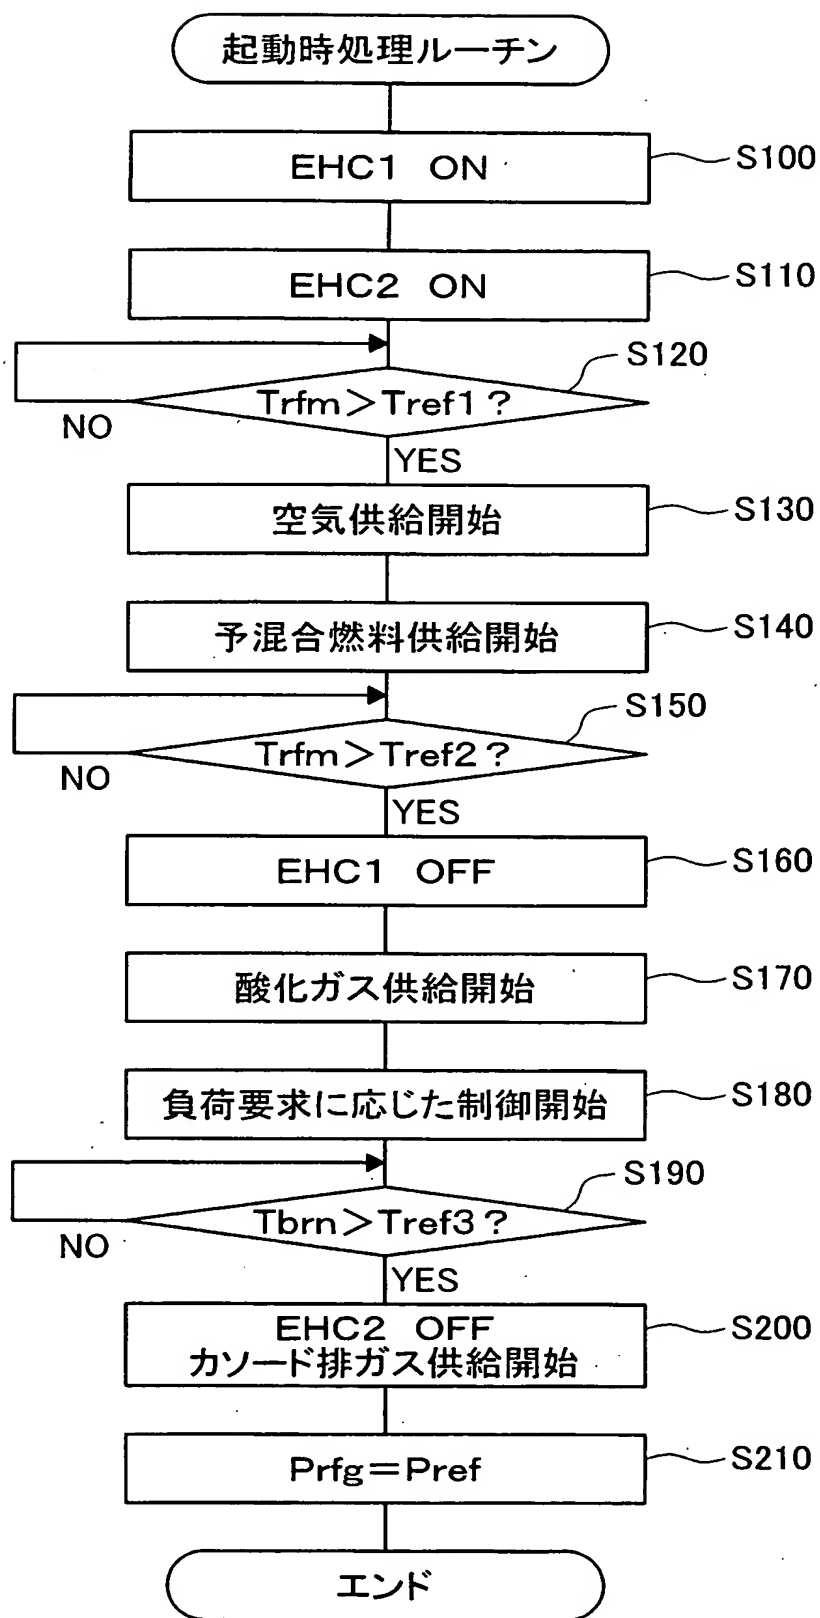 起動時処理ルーチン
EHC1 ON
S100
EHC2 ON
S110
S120
Trfm＞Tref1？
NO
YES
空気供給開始
S130
予混合燃料供給開始
S140
S150
Trfm＞Tref2？
NO
YES
EHC1 OFF
S160
酸化ガス供給開始
S170
負荷要求に応じた制御開始
S180
S190
Tbrn＞Tref3？
NO
YES
EHC2 OFF
カソード排ガス供給開始
S200
Prfg＝Pref
S210
エンド